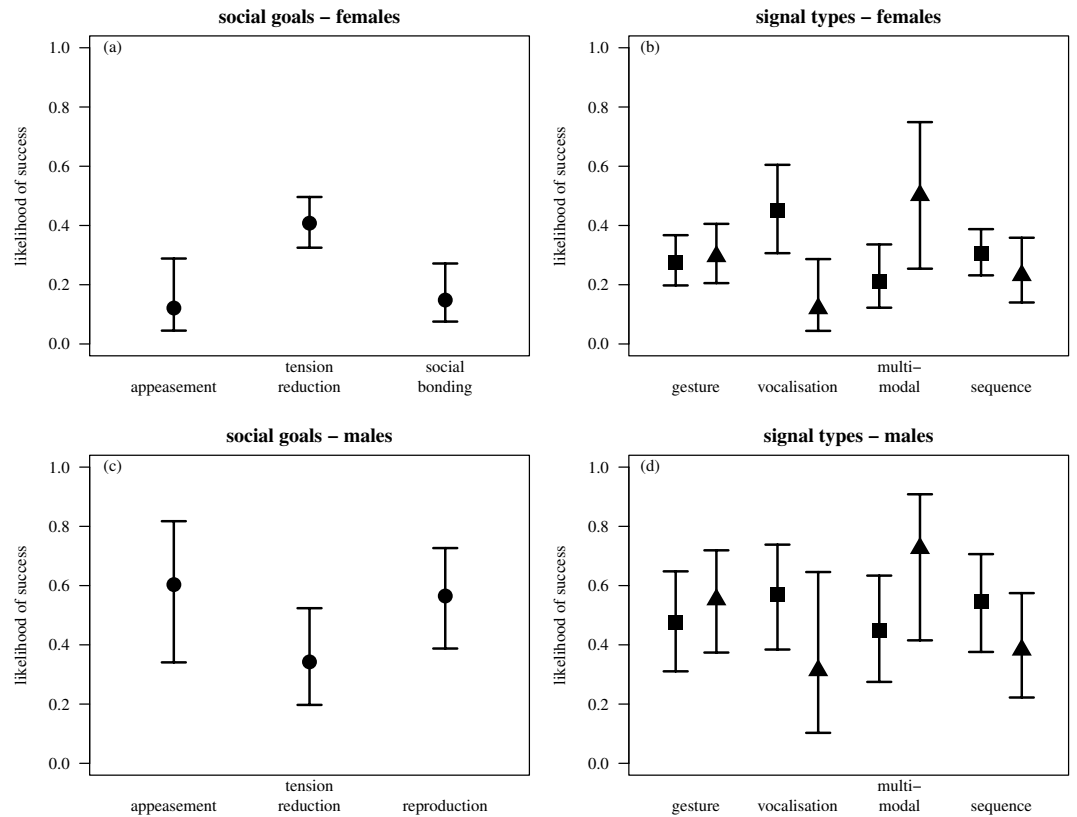 social goals – females
(a)
likelihood of success
1.0
0.8
0.6
0.4
0.2
0.0
appeasement
tension
reduction
social
bonding
signal types – females
(b)
likelihood of success
1.0
0.8
0.6
0.4
0.2
0.0
gesture
vocalisation
multi–
modal
sequence
social goals – males
(c)
likelihood of success
1.0
0.8
0.6
0.4
0.2
0.0
appeasement
tension
reduction
reproduction
signal types – males
(d)
likelihood of success
1.0
0.8
0.6
0.4
0.2
0.0
gesture
vocalisation
multi–
modal
sequence